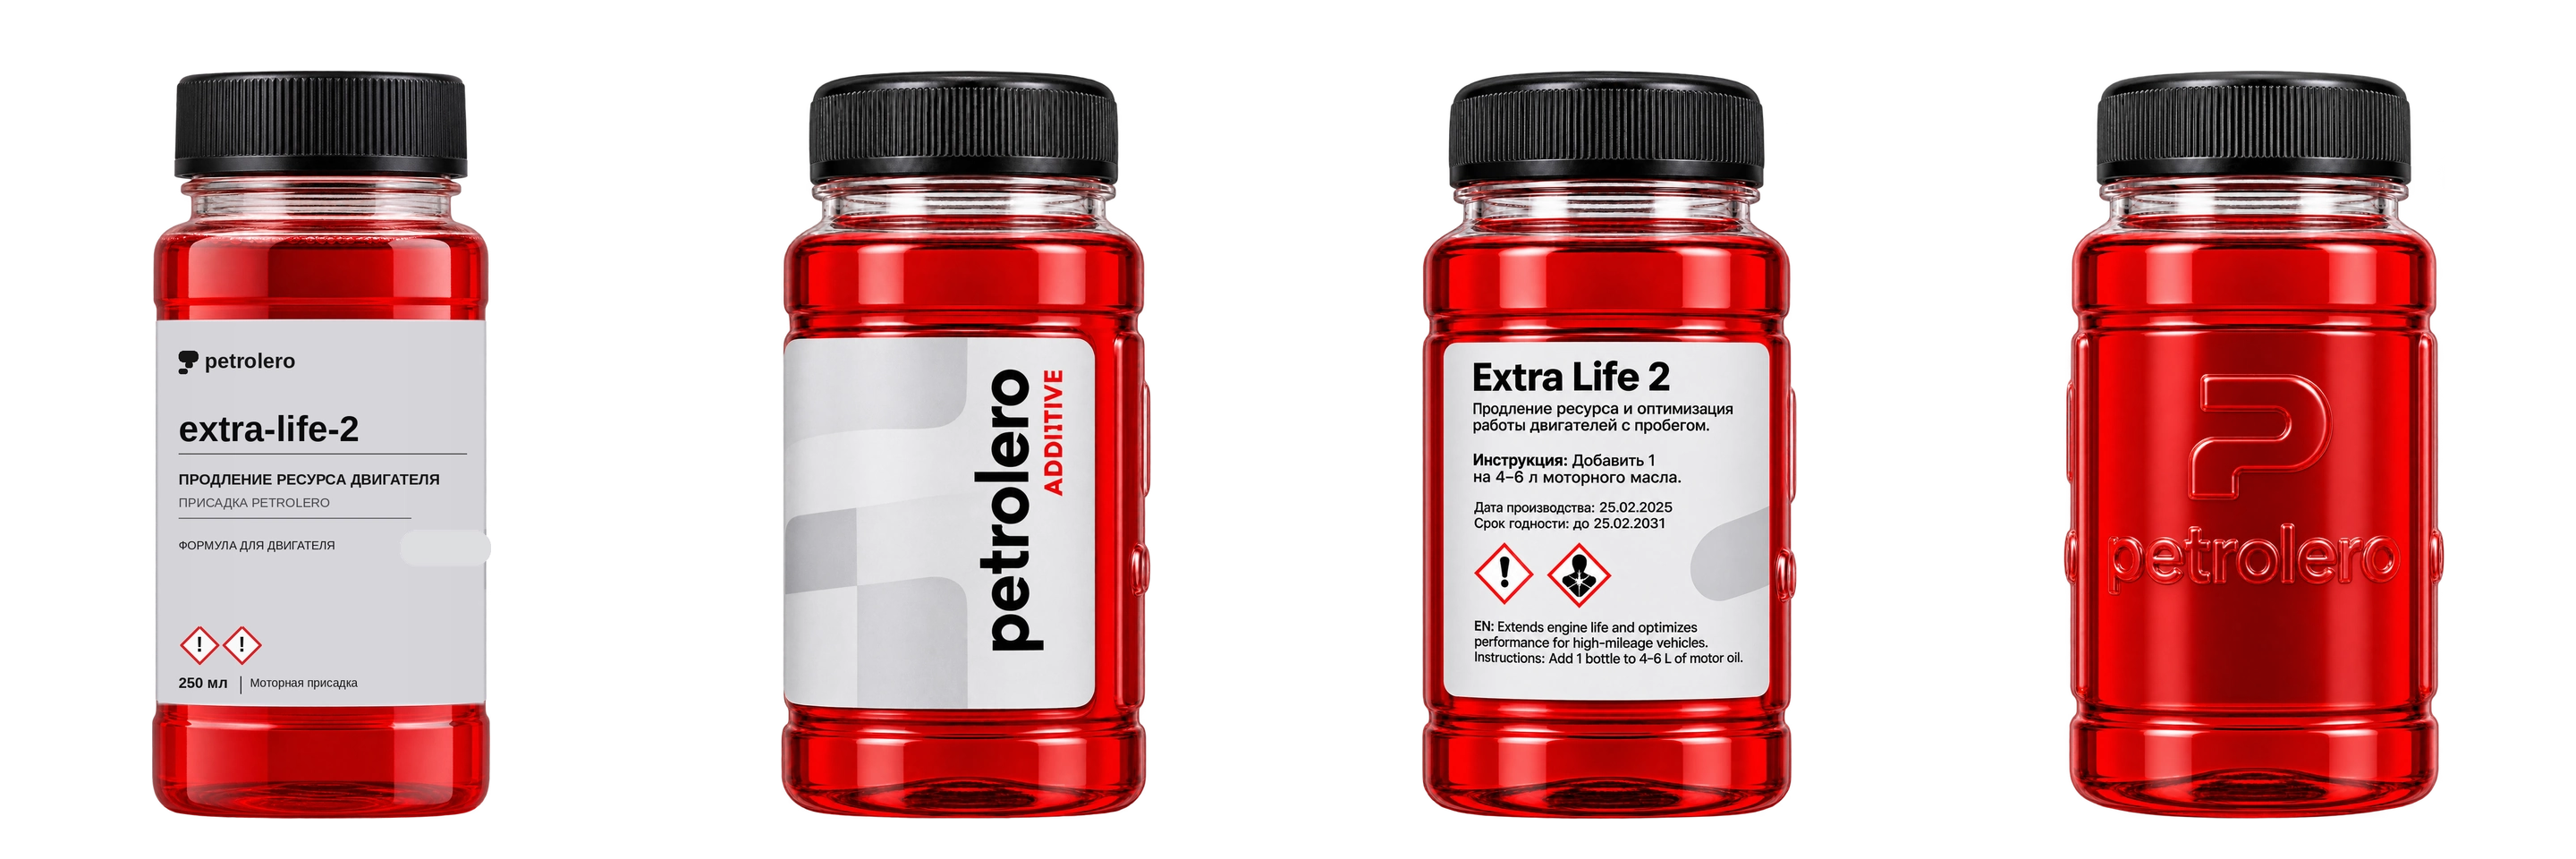 petrolero
extra-life-2
ПРОДЛЕНИЕ РЕСУРСА ДВИГАТЕЛЯ
ПРИСАДКА PETROLERO
ФОРМУЛА ДЛЯ ДВИГАТЕЛЯ
! !
250 мл | Моторная присадка
petrolero
ADDITIVE
Extra Life 2
Продление ресурса и оптимизация
работы двигателей с пробегом.
Инструкция: Добавить 1
на 4–6 л моторного масла.
Дата производства: 25.02.2025
Срок годности: до 25.02.2031
!
EN: Extends engine life and optimizes
performance for high-mileage vehicles.
Instructions: Add 1 bottle to 4–6 L of motor oil.
P
petrolero